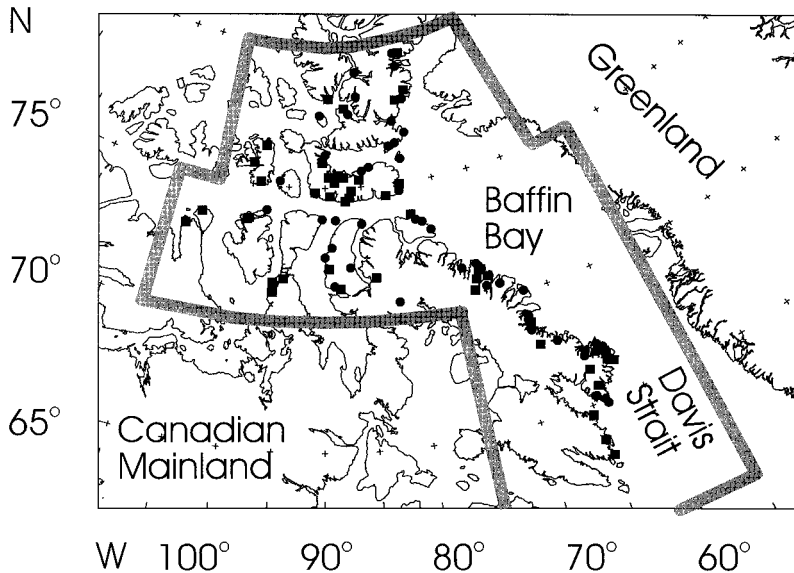 N
Greenland
75°
Baffin
Bay
70°
Davis
Strait
65°
Canadian
Mainland
W 100° 90° 80° 70° 60°